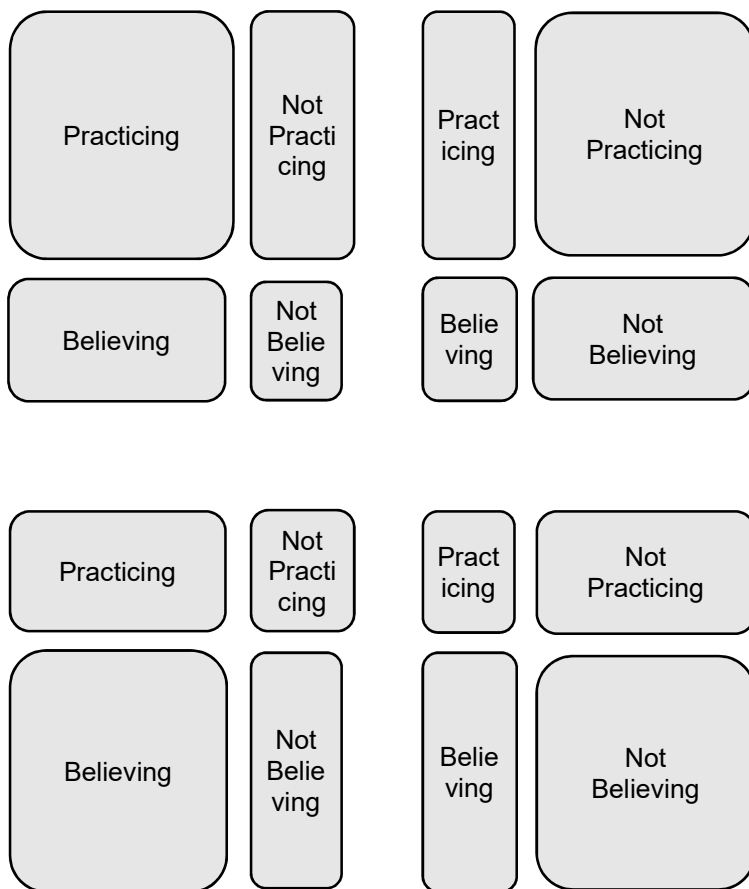 Practicing
Not
Practi
cing
Pract
icing
Not
Practicing
Believing
Not
Belie
ving
Belie
ving
Not
Believing
Practicing
Not
Practi
cing
Pract
icing
Not
Practicing
Believing
Not
Belie
ving
Belie
ving
Not
Believing